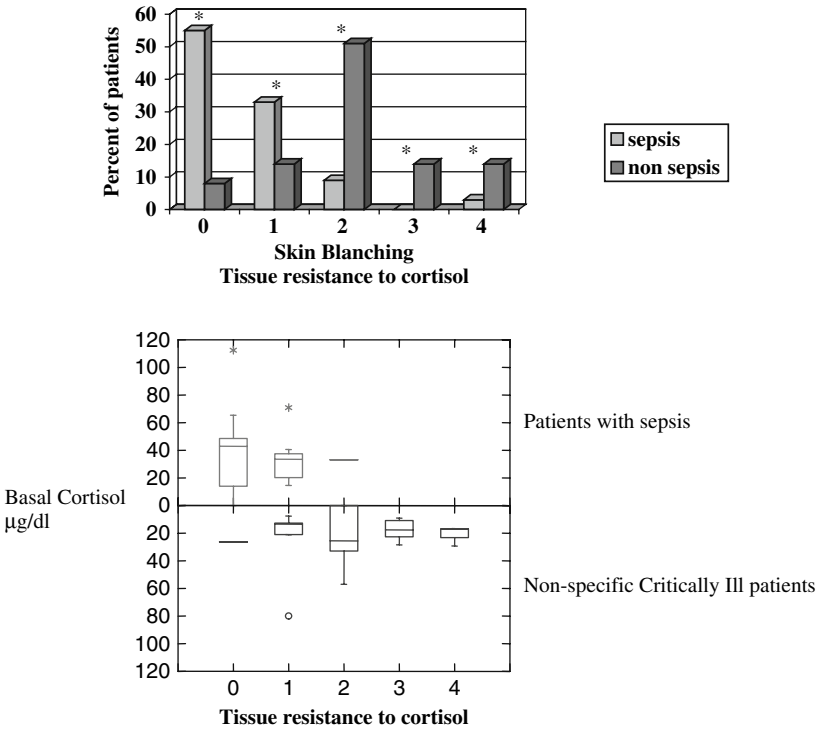 60
50
40
30
20
10
0
Percent of patients
* * * * *
0 1 2 3 4
Skin Blanching
Tissue resistance to cortisol
sepsis
non sepsis
120
100
80
60
40
20
0
20
40
60
80
100
120
Basal Cortisol
µg/dl
* *
Patients with sepsis
Non-specific Critically Ill patients
0 1 2 3 4
Tissue resistance to cortisol